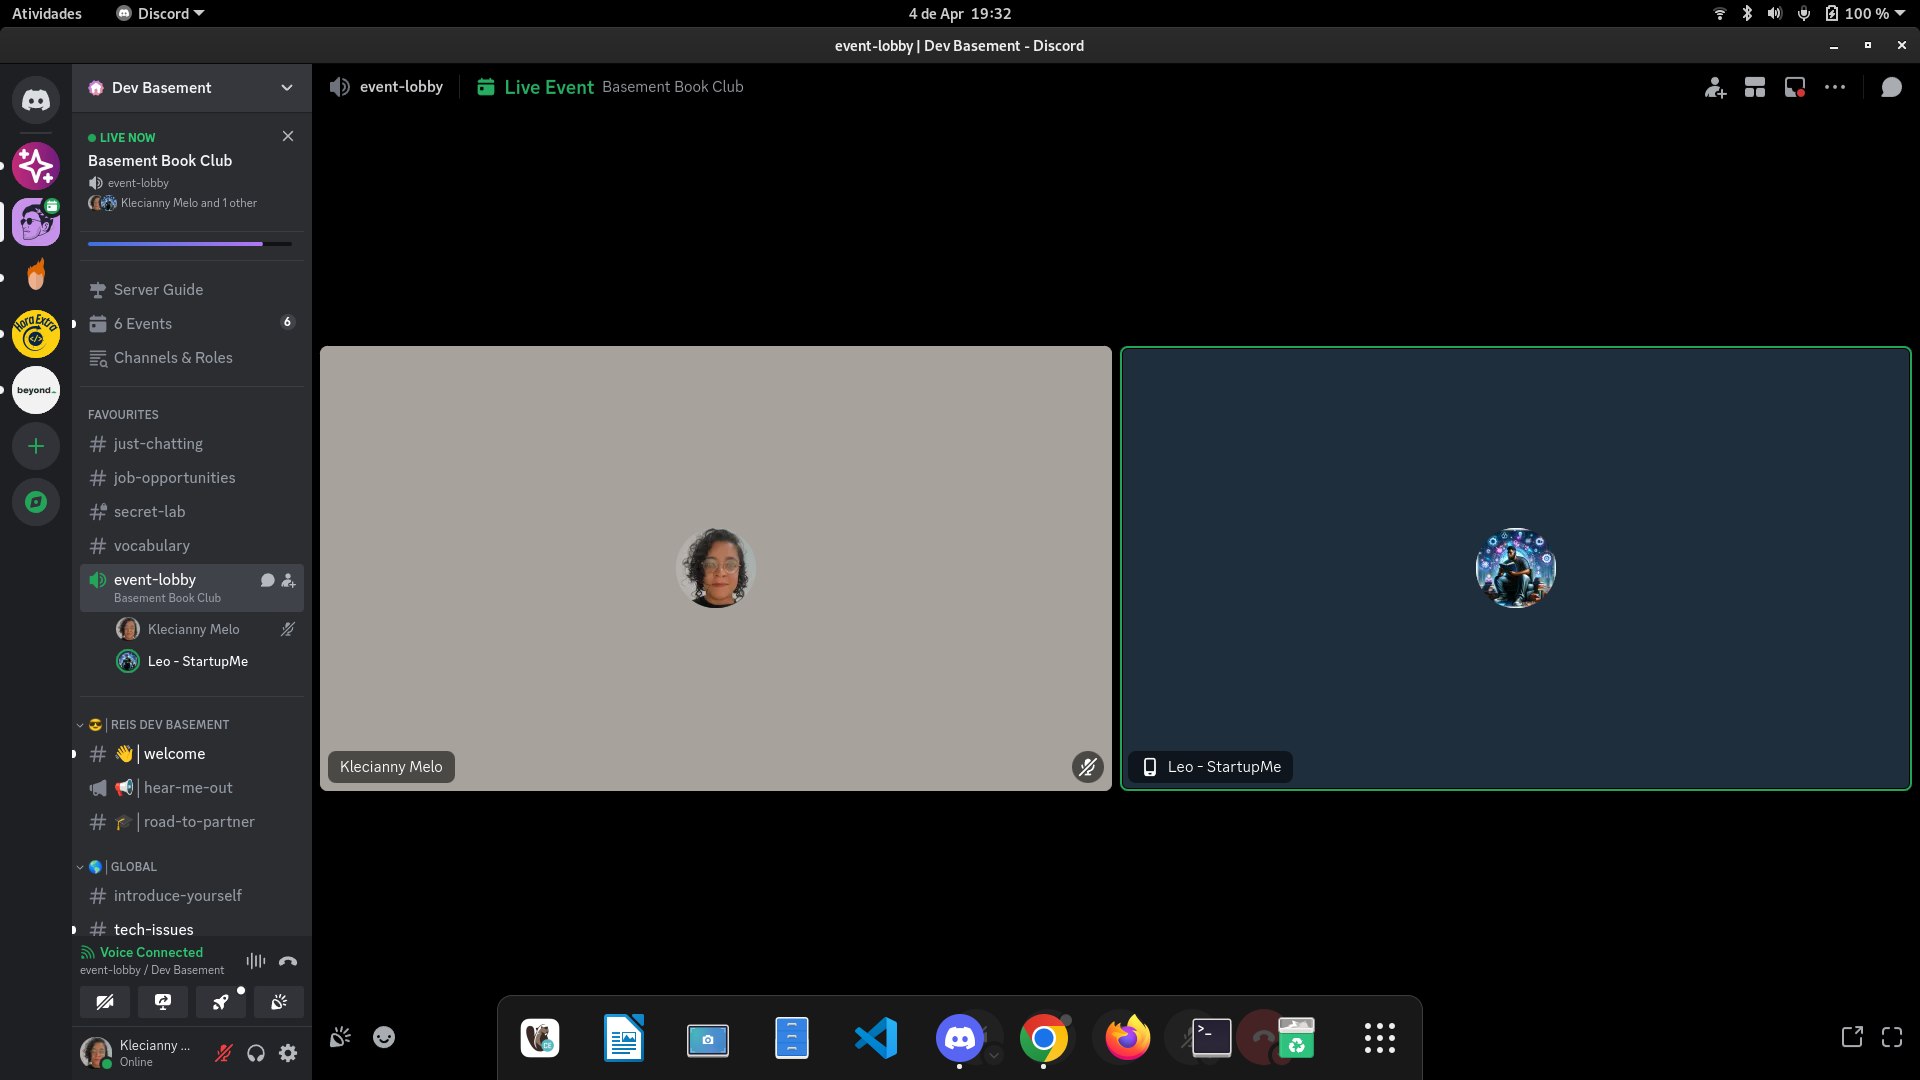 Atividades
Discord
4 de Apr 19:32
100 %
event-lobby | Dev Basement - Discord
Dev Basement
event-lobby
Live Event
Basement Book Club
LIVE NOW
Basement Book Club
event-lobby
Klecianny Melo and 1 other
Server Guide
6 Events
6
Channels & Roles
Hora Extra
beyond
FAVOURITES
just-chatting
job-opportunities
secret-lab
vocabulary
event-lobby
Basement Book Club
Klecianny Melo
Leo - StartupMe
Klecianny Melo
Leo - StartupMe
😎 | REIS DEV BASEMENT
👋 | welcome
📢 | hear-me-out
🎓 | road-to-partner
🌎 | GLOBAL
introduce-yourself
tech-issues
Voice Connected
event-lobby / Dev Basement
Klecianny ...
Online
CE
>_